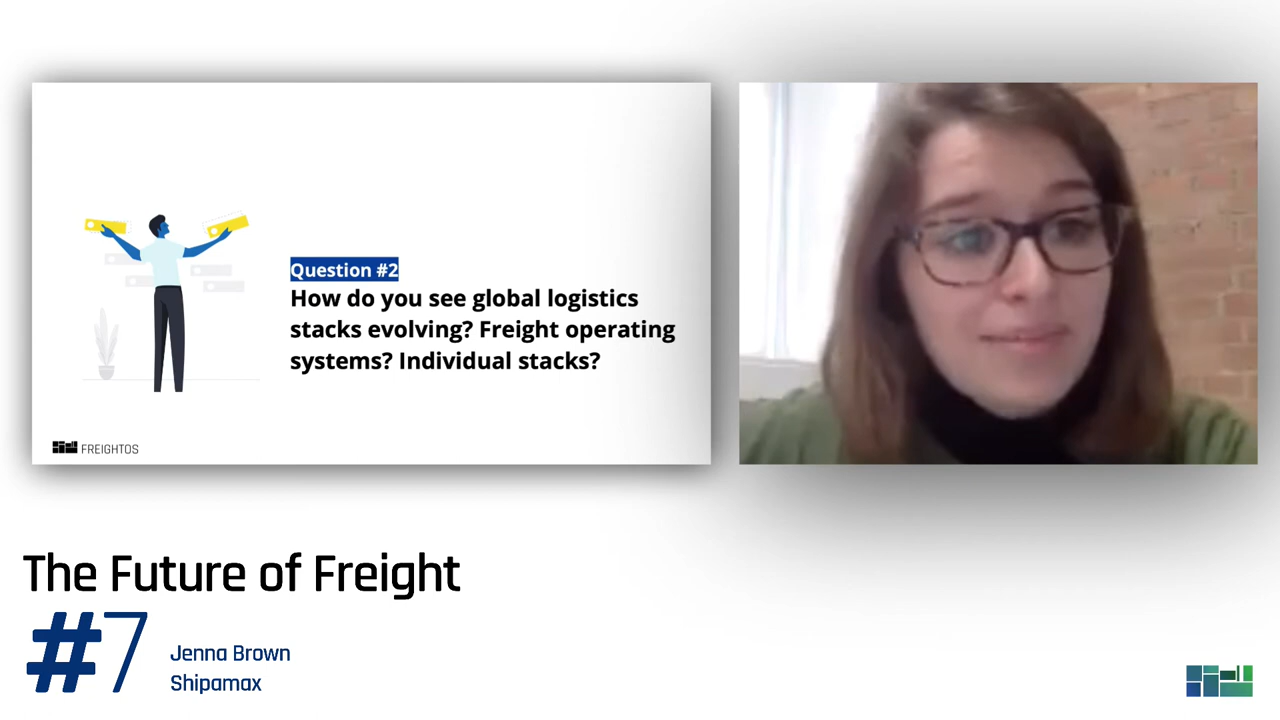 Question #2
How do you see global logistics
stacks evolving? Freight operating
systems? Individual stacks?
FREIGHTOS
The Future of Freight
#7
Jenna Brown
Shipamax